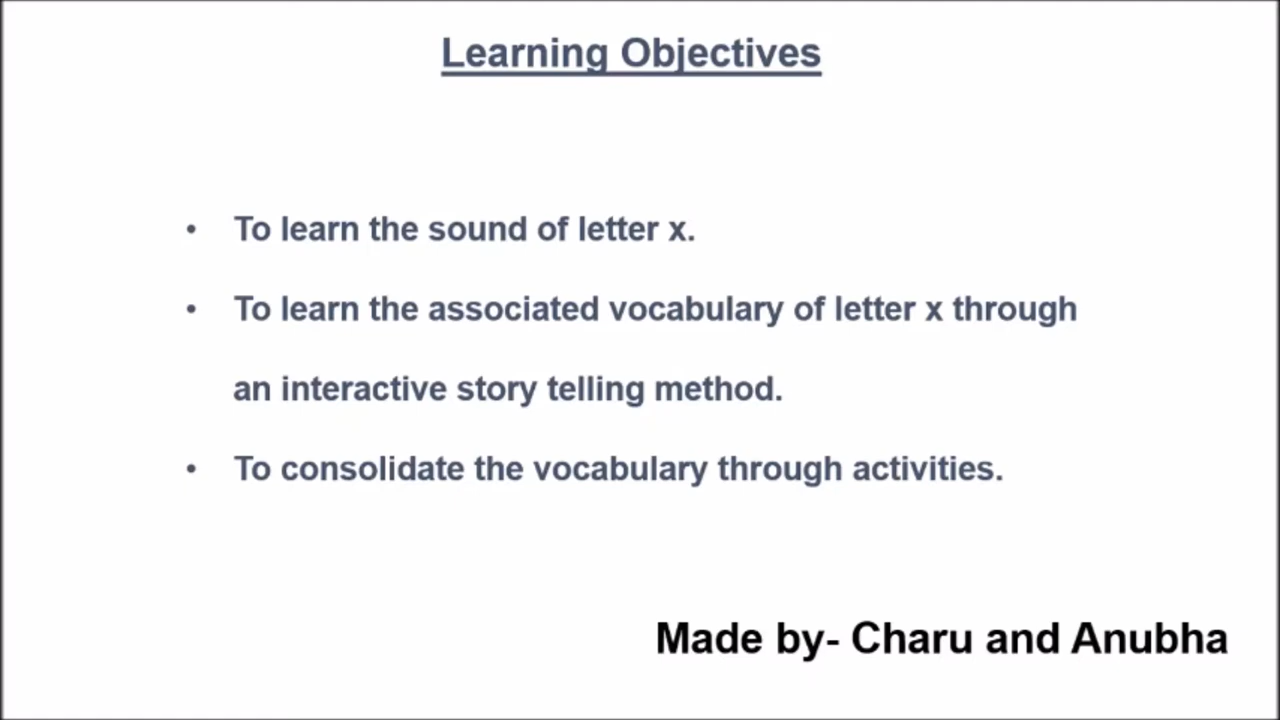 Learning Objectives
• To learn the sound of letter x.
• To learn the associated vocabulary of letter x through
an interactive story telling method.
• To consolidate the vocabulary through activities.
Made by- Charu and Anubha